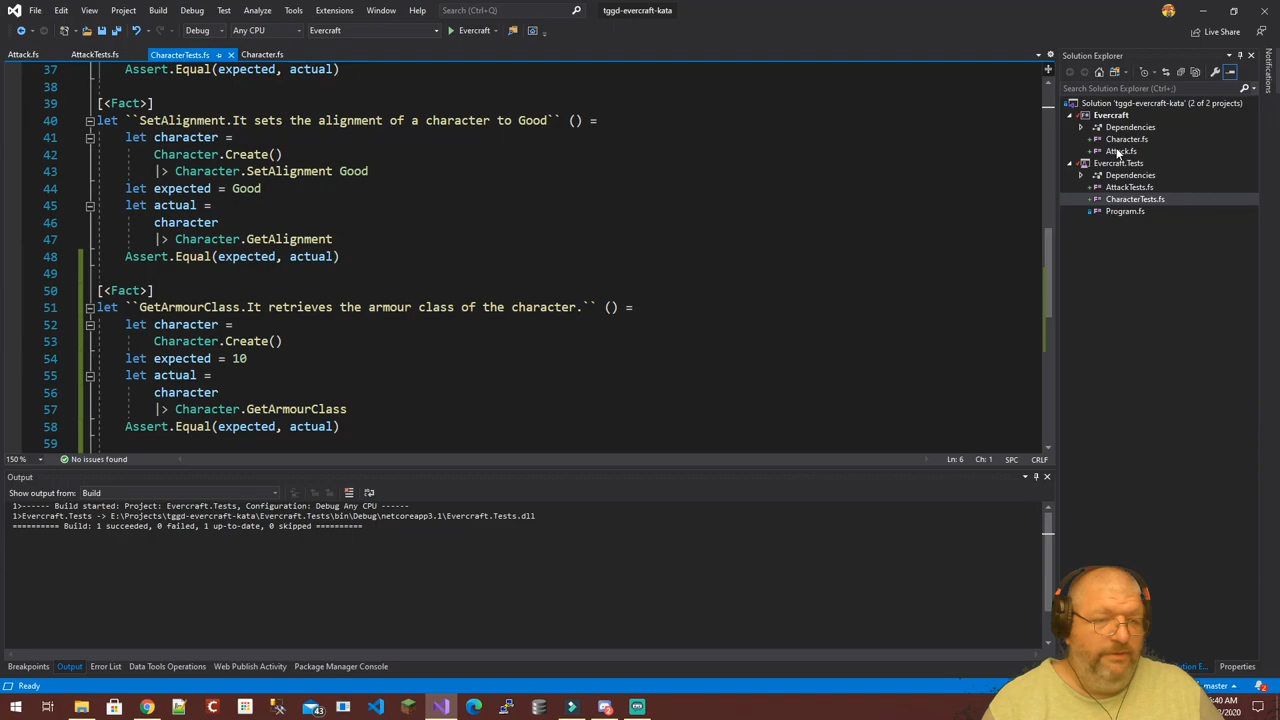 File Edit View Project Build Debug Test Analyze Tools Extensions Window Help Search (Ctrl+Q) tggd-evercraft-kata
Debug Any CPU Evercraft Evercraft Live Share
Attack.fs AttackTests.fs CharacterTests.fs Character.fs
37 Assert.Equal(expected, actual)
38
39 [<Fact>]
40 let ``SetAlignment.It sets the alignment of a character to Good`` () =
41 let character =
42 Character.Create()
43 |> Character.SetAlignment Good
44 let expected = Good
45 let actual =
46 character
47 |> Character.GetAlignment
48 Assert.Equal(expected, actual)
49
50 [<Fact>]
51 let ``GetArmourClass.It retrieves the armour class of the character.`` () =
52 let character =
53 Character.Create()
54 let expected = 10
55 let actual =
56 character
57 |> Character.GetArmourClass
58 Assert.Equal(expected, actual)
59
150 % No issues found Ln: 6 Ch: 1 SPC CRLF
Output
Show output from: Build
1>------ Build started: Project: Evercraft.Tests, Configuration: Debug Any CPU ------
1>Evercraft.Tests -> E:\Projects\tggd-evercraft-kata\Evercraft.Tests\bin\Debug\netcoreapp3.1\Evercraft.Tests.dll
========== Build: 1 succeeded, 0 failed, 1 up-to-date, 0 skipped ==========
Breakpoints Output Error List Data Tools Operations Web Publish Activity Package Manager Console
Ready
Solution Explorer
Search Solution Explorer (Ctrl+;)
Solution 'tggd-evercraft-kata' (2 of 2 projects)
Evercraft
Dependencies
Character.fs
Attack.fs
Evercraft.Tests
Dependencies
AttackTests.fs
CharacterTests.fs
Program.fs
Notifications
Properties
master
2
43